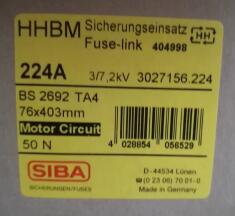 HHBM Sicherungseinsatz
Fuse-link 404998
HH
224A 3/7,2kV 3027156.224
BS 2692 TA4
76x403mm
Motor Circuit
50 N
4 028854 056529
SIBA
SICHERUNGEN/FUSES
D-44534 Lünen
(0 23 06) 70 01-0
Made in Germany